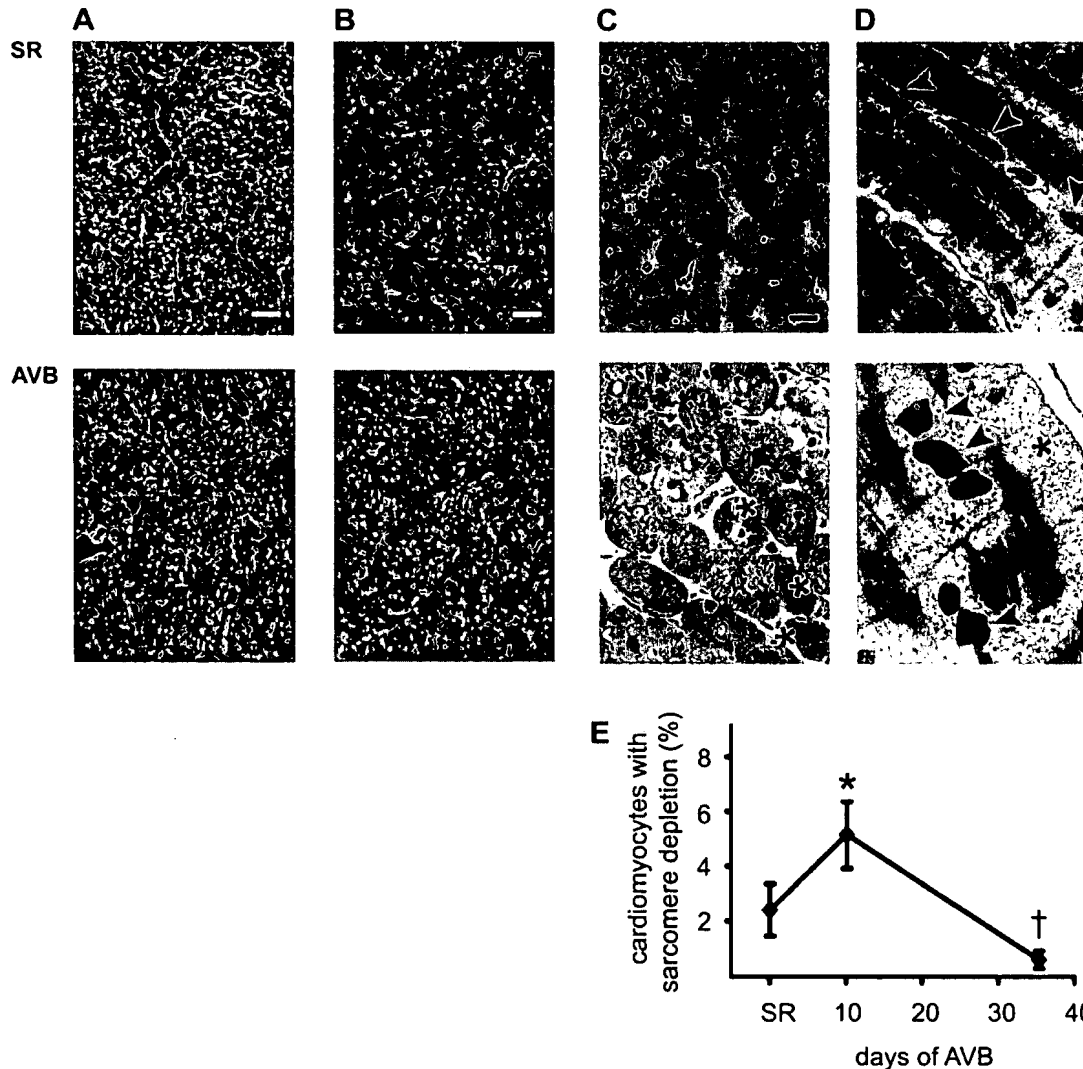 A B C D
SR
AVB
E
cardiomyocytes with
sarcomere depletion (%)
8
6
4
2
*
†
SR 10 20 30 40
days of AVB